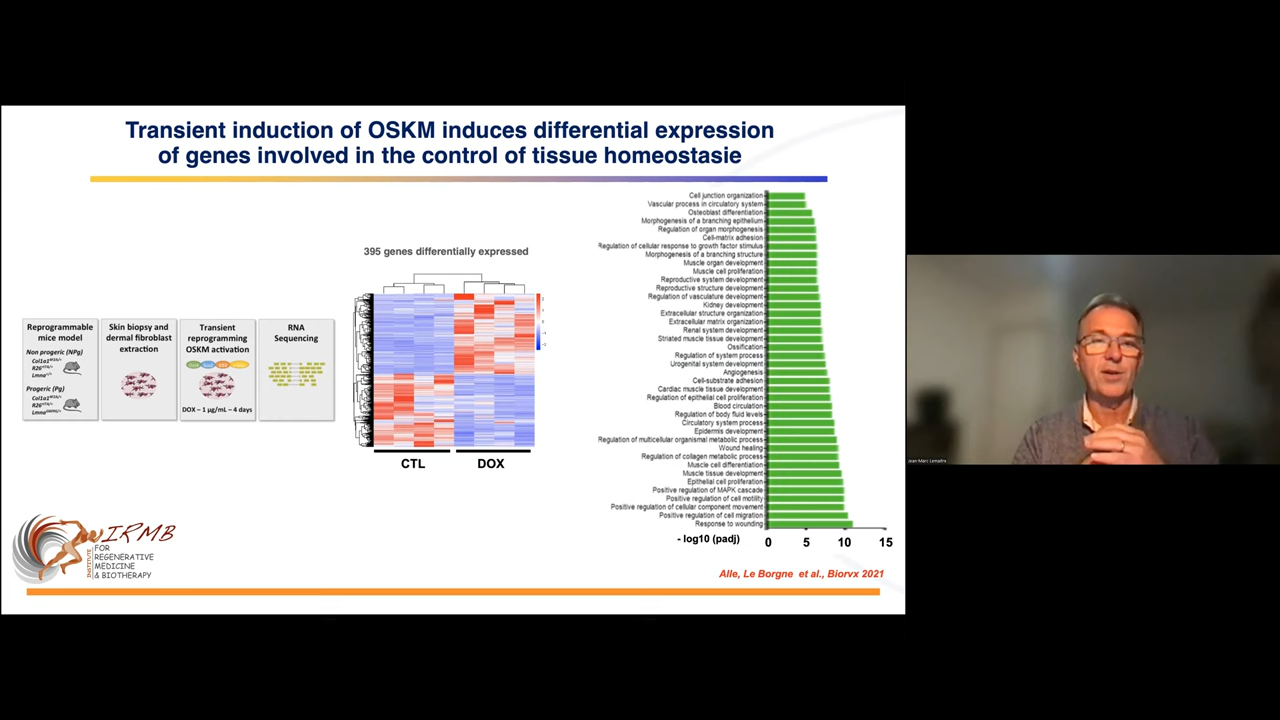 Transient induction of OSKM induces differential expression
of genes involved in the control of tissue homeostasie
Reprogrammable
mice model
Non progeric (NPg)
Progeric (Pg)
Skin biopsy and
dermal fibroblast
extraction
Transient
reprogramming
OSKM activation
DOX – 1 µg/mL – 4 days
RNA
Sequencing
395 genes differentially expressed
CTL
DOX
Cell junction organization
Vascular process in circulatory system
Osteoblast differentiation
Morphogenesis of a branching epithelium
Regulation of organ morphogenesis
Cell-matrix adhesion
Regulation of cellular response to growth factor stimulus
Morphogenesis of a branching structure
Muscle organ development
Muscle cell proliferation
Reproductive system development
Reproductive structure development
Regulation of vasculature development
Kidney development
Extracellular structure organization
Extracellular matrix organization
Renal system development
Striated muscle tissue development
Ossification
Regulation of system process
Urogenital system development
Angiogenesis
Cell-substrate adhesion
Cardiac muscle tissue development
Regulation of epithelial cell proliferation
Blood circulation
Regulation of body fluid levels
Circulatory system process
Epidermis development
Regulation of multicellular organismal metabolic process
Wound healing
Regulation of collagen metabolic process
Muscle cell differentiation
Muscle tissue development
Epithelial cell proliferation
Positive regulation of MAPK cascade
Positive regulation of cell motility
Positive regulation of cellular component movement
Positive regulation of cell migration
Response to wounding
- log10 (padj)
0 5 10 15
IRMB
INSTITUTE
FOR
REGENERATIVE
MEDICINE
& BIOTHERAPY
Alle, Le Borgne et al., Biorvx 2021
Jean-Marc Lemaitre